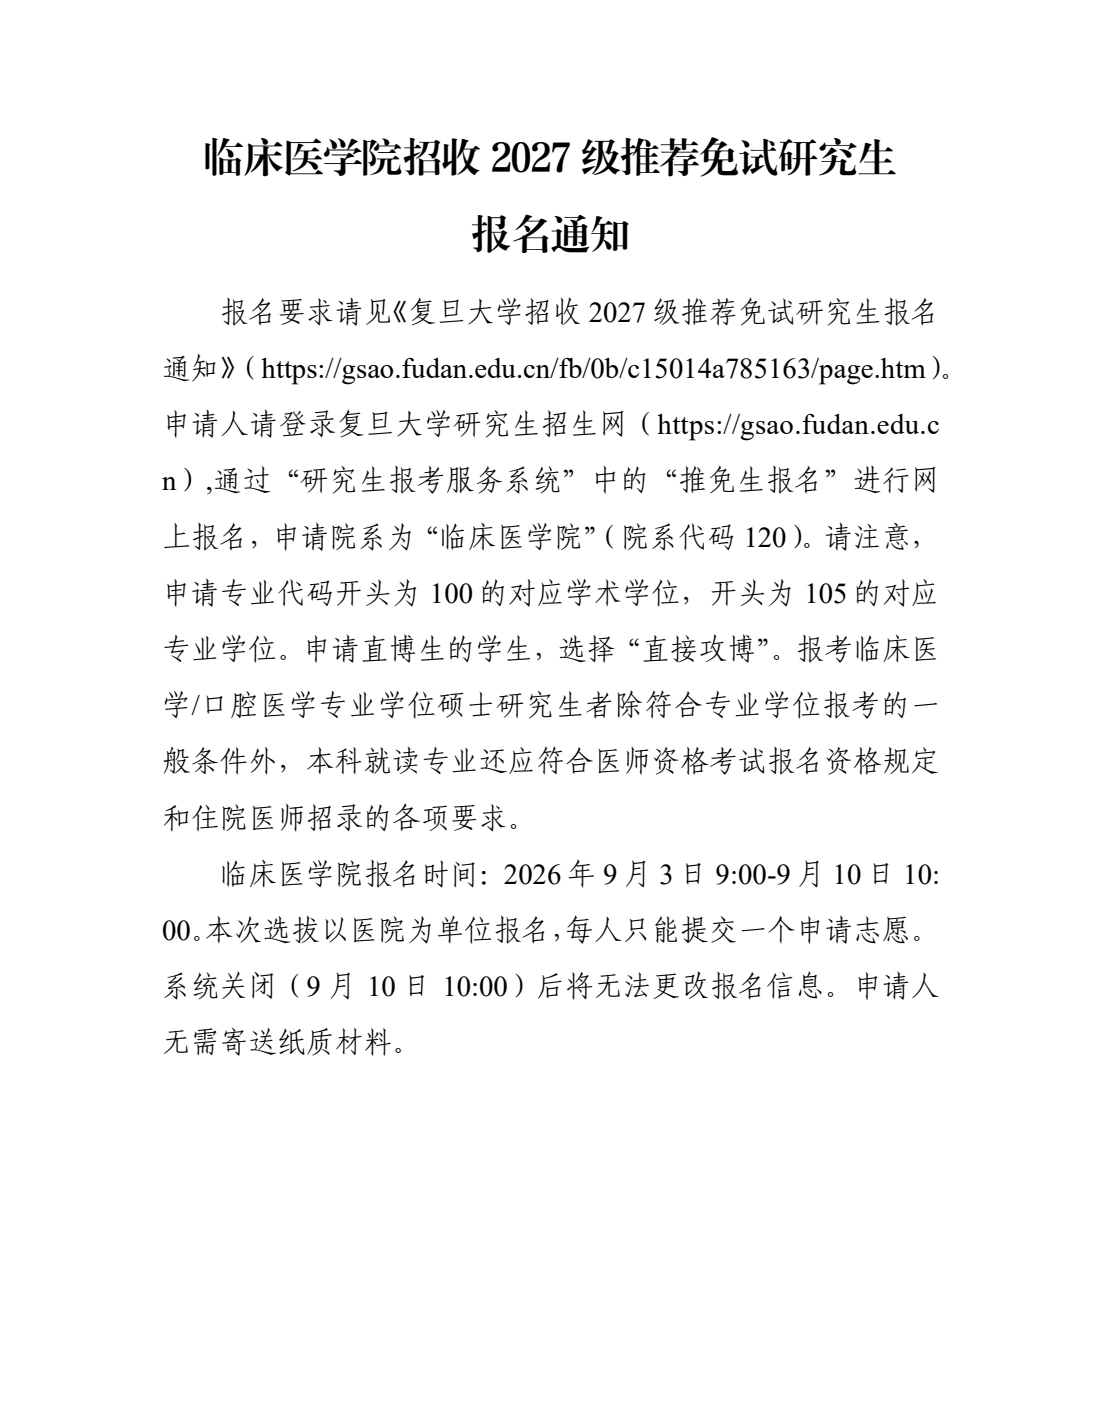 临床医学院招收 2027 级推荐免试研究生
报名通知
报名要求请见《复旦大学招收 2027 级推荐免试研究生报名
通知》（https://gsao.fudan.edu.cn/fb/0b/c15014a785163/page.htm）。
申请人请登录复旦大学研究生招生网（https://gsao.fudan.edu.c
n）,通过“研究生报考服务系统”中的“推免生报名”进行网
上报名，申请院系为“临床医学院”（院系代码 120）。请注意，
申请专业代码开头为 100 的对应学术学位，开头为 105 的对应
专业学位。申请直博生的学生，选择“直接攻博”。报考临床医
学/口腔医学专业学位硕士研究生者除符合专业学位报考的一
般条件外，本科就读专业还应符合医师资格考试报名资格规定
和住院医师招录的各项要求。
临床医学院报名时间：2026 年 9 月 3 日 9:00-9 月 10 日 10:
00。本次选拔以医院为单位报名，每人只能提交一个申请志愿。
系统关闭（9 月 10 日 10:00）后将无法更改报名信息。申请人
无需寄送纸质材料。